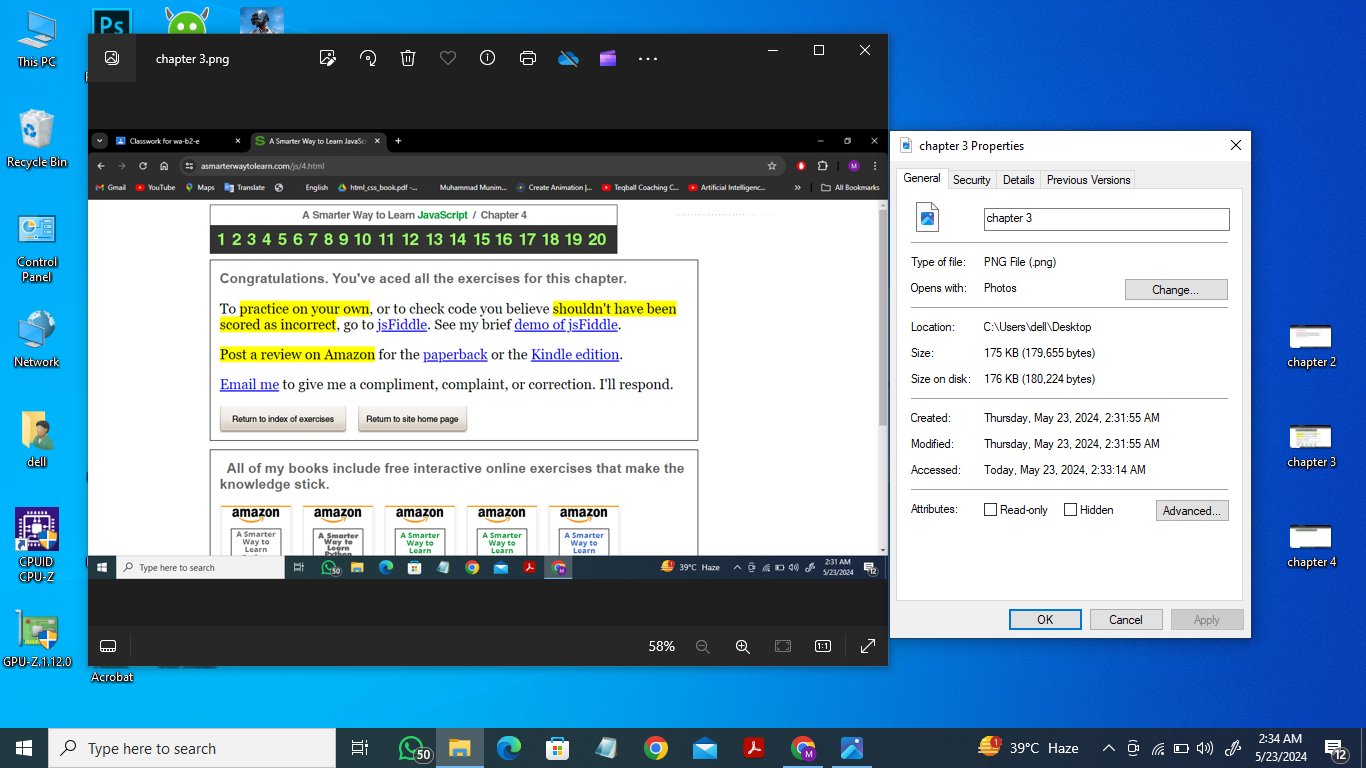 This PC
Recycle Bin
Control
Panel
Network
dell
CPUID
CPU-Z
GPU-Z.1.12.0
Ps
Acrobat
chapter 3.png
Classwork for wa-b2-e
A Smarter Way to Learn JavaSc
asmarterwaytolearn.com/js/4.html
Gmail
YouTube
Maps
Translate
English
html_css_book.pdf -...
Muhammad Munim...
Create Animation |...
Teqball Coaching C...
Artificial Intelligenc...
»
All Bookmarks
A Smarter Way to Learn JavaScript / Chapter 4
1 2 3 4 5 6 7 8 9 10 11 12 13 14 15 16 17 18 19 20
Congratulations. You've aced all the exercises for this chapter.
To practice on your own, or to check code you believe shouldn't have been
scored as incorrect, go to jsFiddle. See my brief demo of jsFiddle.
Post a review on Amazon for the paperback or the Kindle edition.
Email me to give me a compliment, complaint, or correction. I'll respond.
Return to index of exercises
Return to site home page
All of my books include free interactive online exercises that make the
knowledge stick.
amazon amazon amazon amazon amazon
A Smarter A Smarter A Smarter A Smarter A Smarter
Way to Way to Way to Way to Way to
Learn Learn Python Learn Learn Learn
Type here to search
50
39°C Haze
2:31 AM
5/23/2024
12
58%
1:1
chapter 3 Properties
General
Security
Details
Previous Versions
chapter 3
Type of file: PNG File (.png)
Opens with: Photos
Change...
Location: C:\Users\dell\Desktop
Size: 175 KB (179,655 bytes)
Size on disk: 176 KB (180,224 bytes)
Created: Thursday, May 23, 2024, 2:31:55 AM
Modified: Thursday, May 23, 2024, 2:31:55 AM
Accessed: Today, May 23, 2024, 2:33:14 AM
Attributes: Read-only Hidden
Advanced...
OK
Cancel
Apply
chapter 2
chapter 3
chapter 4
Type here to search
50
M
1
39°C Haze
2:34 AM
5/23/2024
12